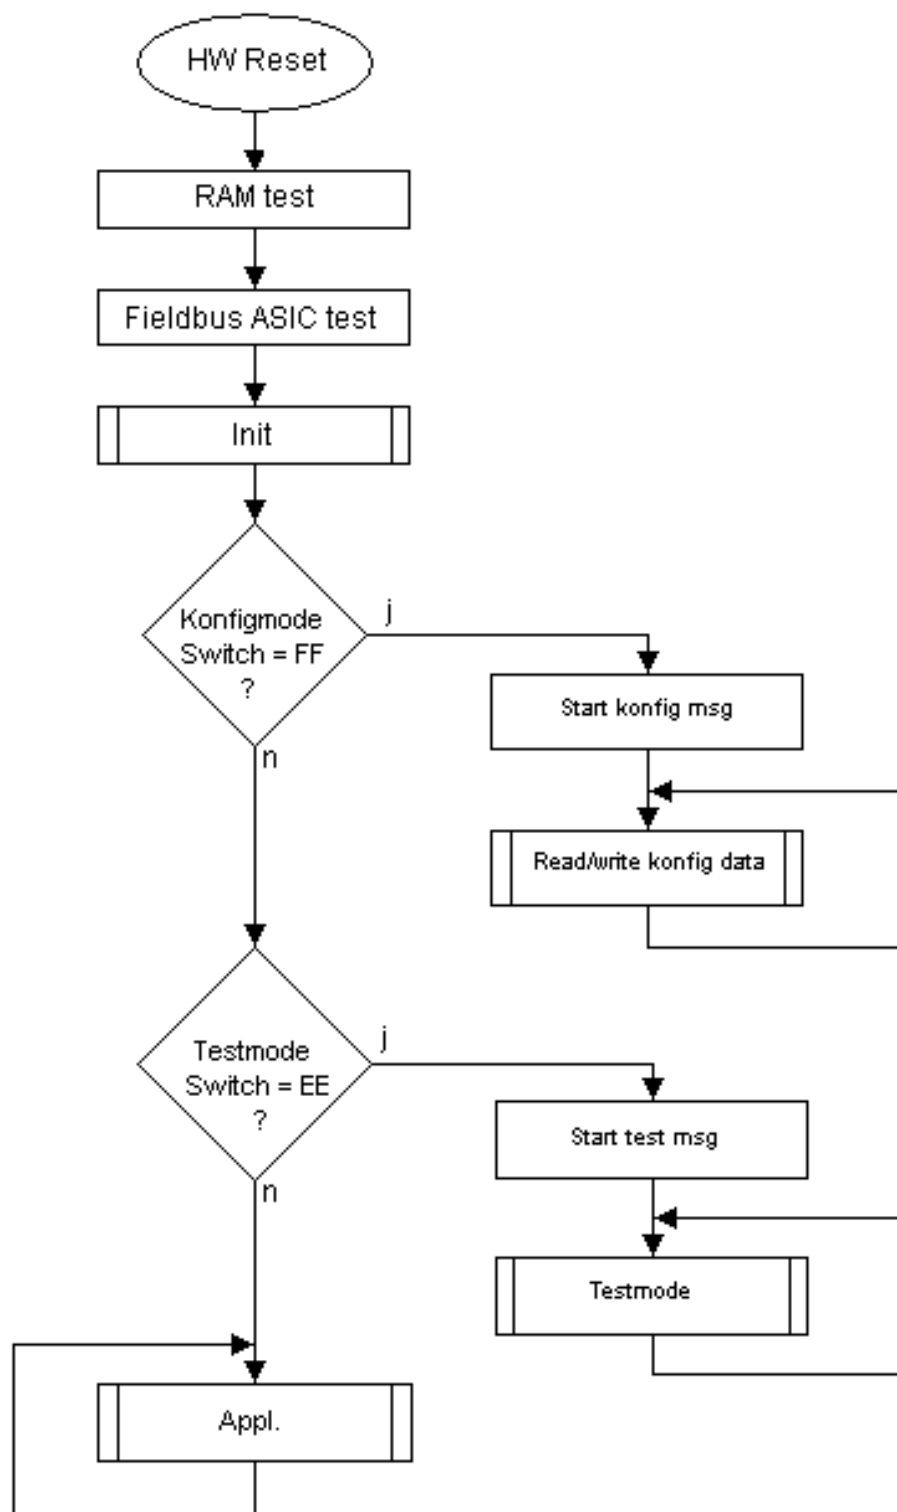 HW Reset
RAM test
Fieldbus ASIC test
Init
Konfigmode
Switch = FF
?
j
n
Start konfig msg
Read/write konfig data
Testmode
Switch = EE
?
j
n
Start test msg
Testmode
Appl.